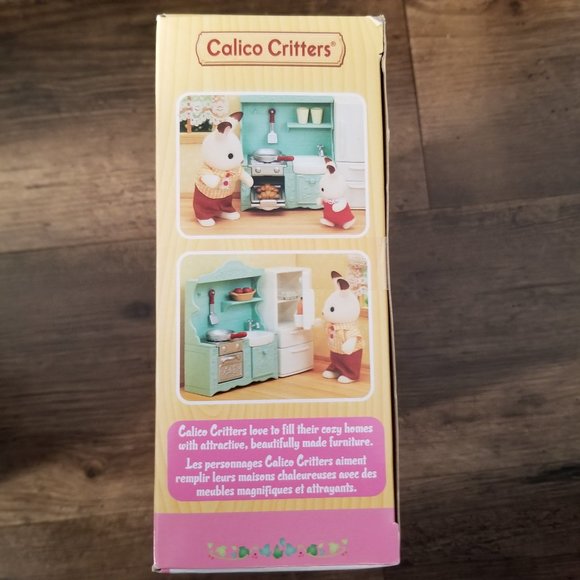 Calico Critters®
Calico Critters love to fill their cozy homes
with attractive, beautifully made furniture.
Les personnages Calico Critters aiment
remplir leurs maisons chaleureuses avec des
meubles magnifiques et attrayants.